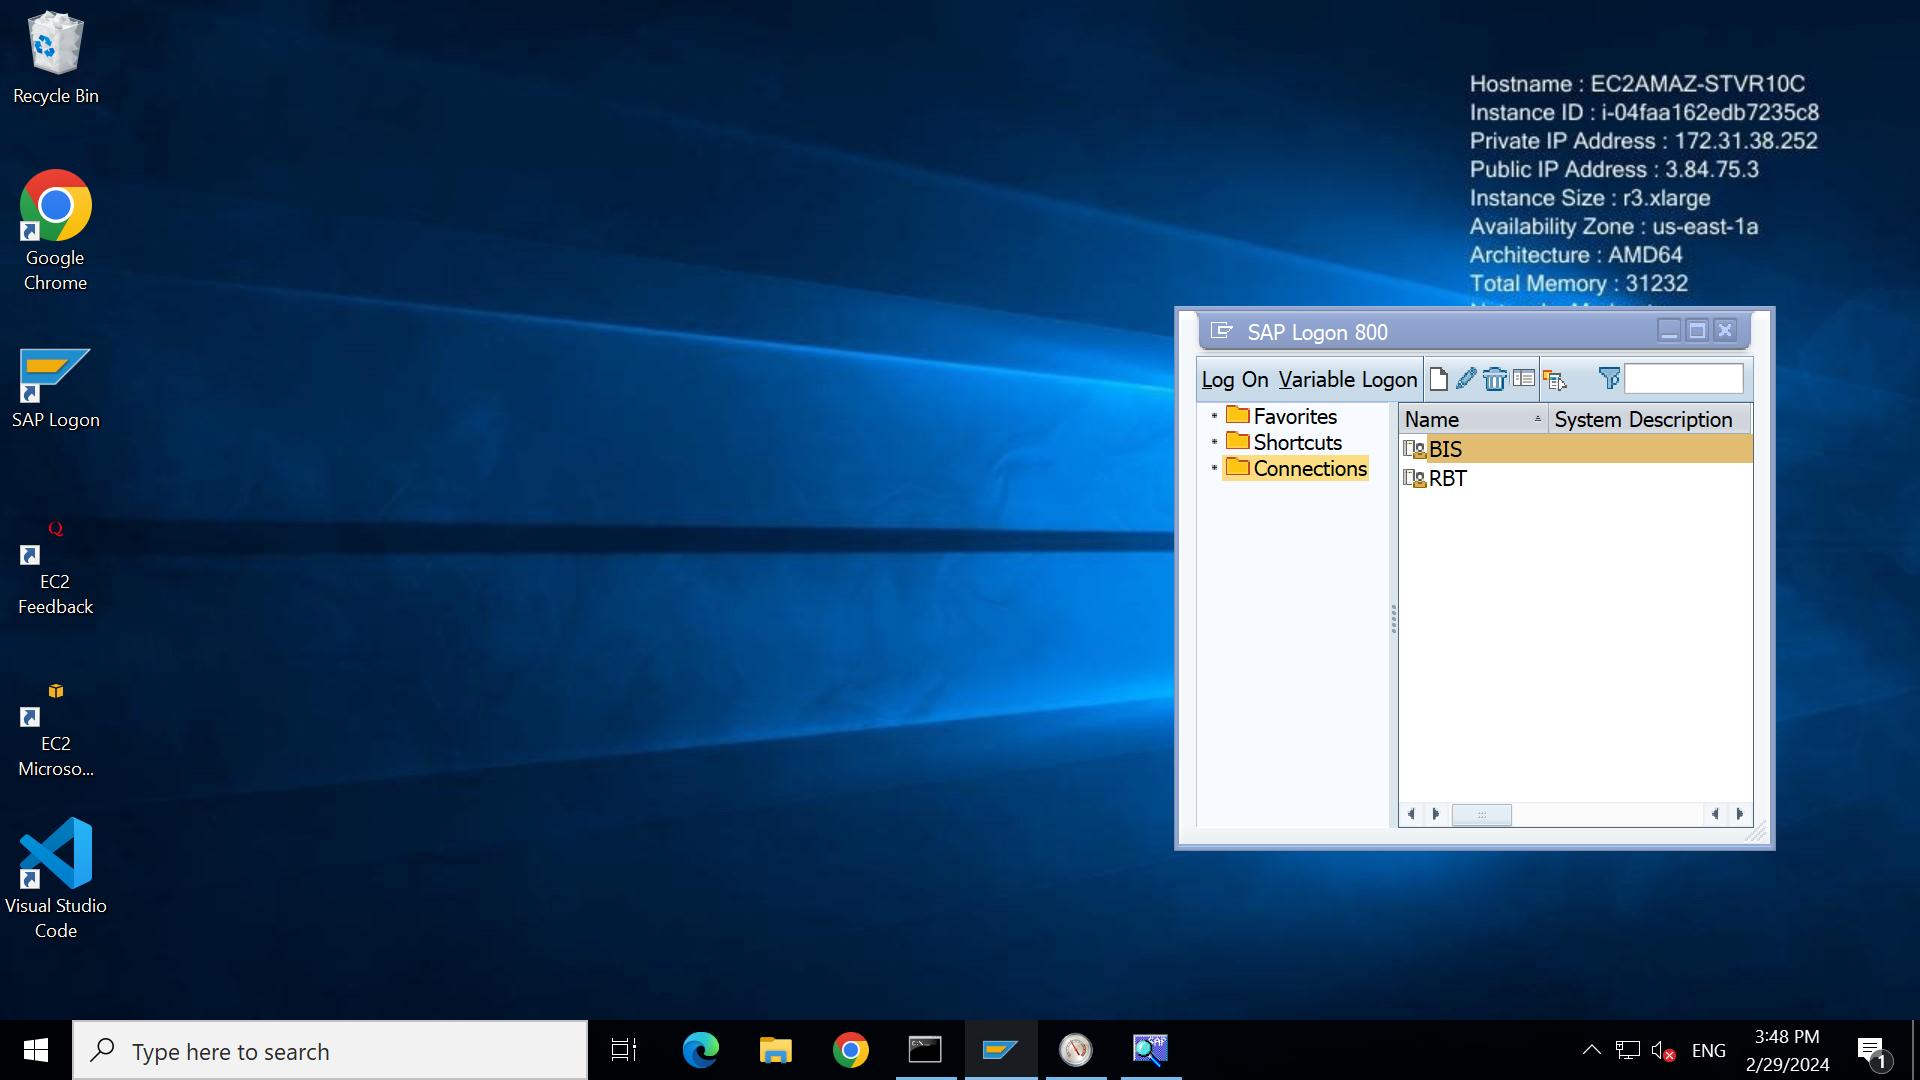 Recycle Bin
Google
Chrome
SAP Logon
EC2
Feedback
EC2
Microso...
Visual Studio
Code
Hostname : EC2AMAZ-STVR10C
Instance ID : i-04faa162edb7235c8
Private IP Address : 172.31.38.252
Public IP Address : 3.84.75.3
Instance Size : r3.xlarge
Availability Zone : us-east-1a
Architecture : AMD64
Total Memory : 31232
SAP Logon 800
Log On Variable Logon
Favorites
Shortcuts
Connections
Name System Description
BIS
RBT
Type here to search
ENG
3:48 PM
2/29/2024
1